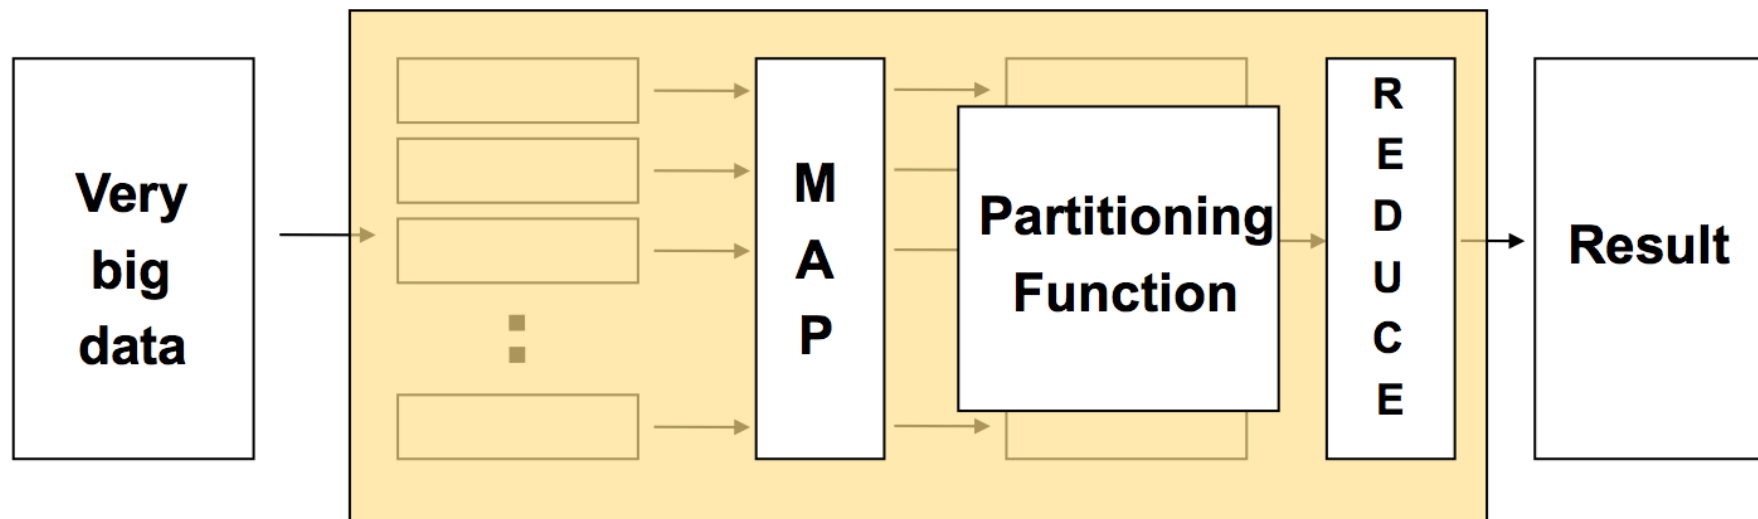 Very
big
data
M
A
P
Partitioning
Function
R
E
D
U
C
E
Result